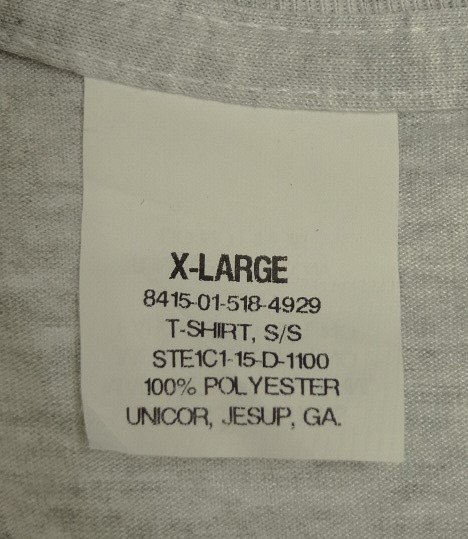 X-LARGE
8415-01-518-4929
T-SHIRT, S/S
STE1C1-15-D-1100
100% POLYESTER
UNICOR, JESUP, GA.